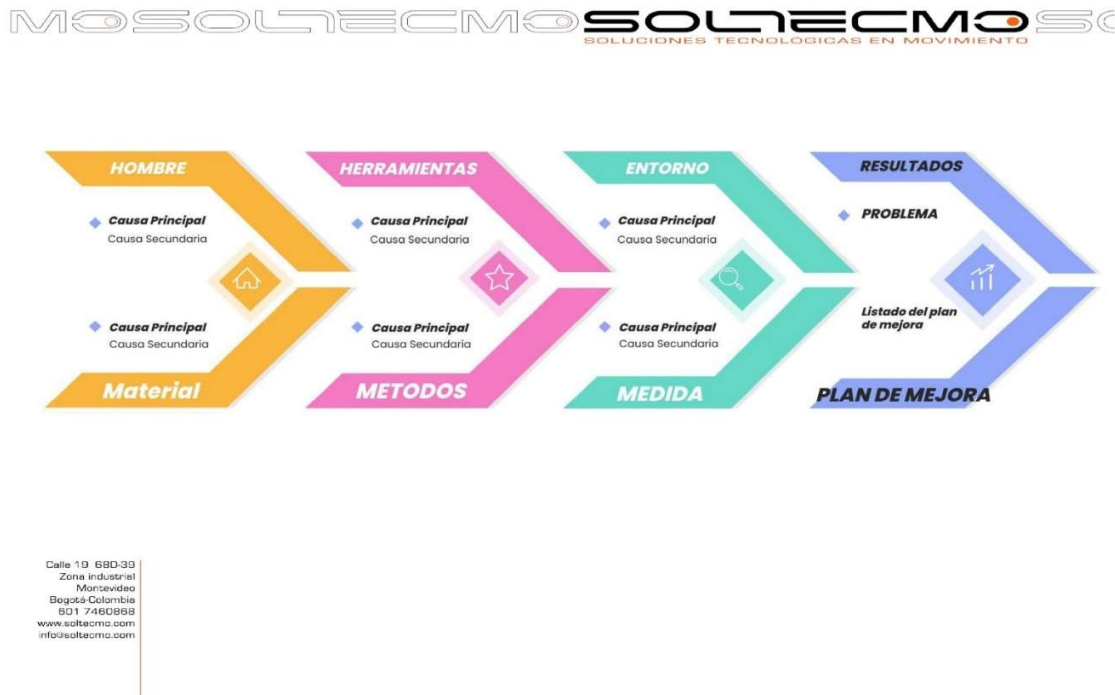 MOSOLTECMOSOLTECMOSO
SOLUCIONES TECNOLÓGICAS EN MOVIMIENTO
HOMBRE
Causa Principal
Causa Secundaria
Causa Principal
Causa Secundaria
Material
HERRAMIENTAS
Causa Principal
Causa Secundaria
Causa Principal
Causa Secundaria
METODOS
ENTORNO
Causa Principal
Causa Secundaria
Causa Principal
Causa Secundaria
MEDIDA
RESULTADOS
PROBLEMA
Listado del plan
de mejora
PLAN DE MEJORA
Calle 19 68D-39
Zona industrial
Montevideo
Bogotá-Colombia
601 7460868
www.soltecmo.com
info@soltecmo.com